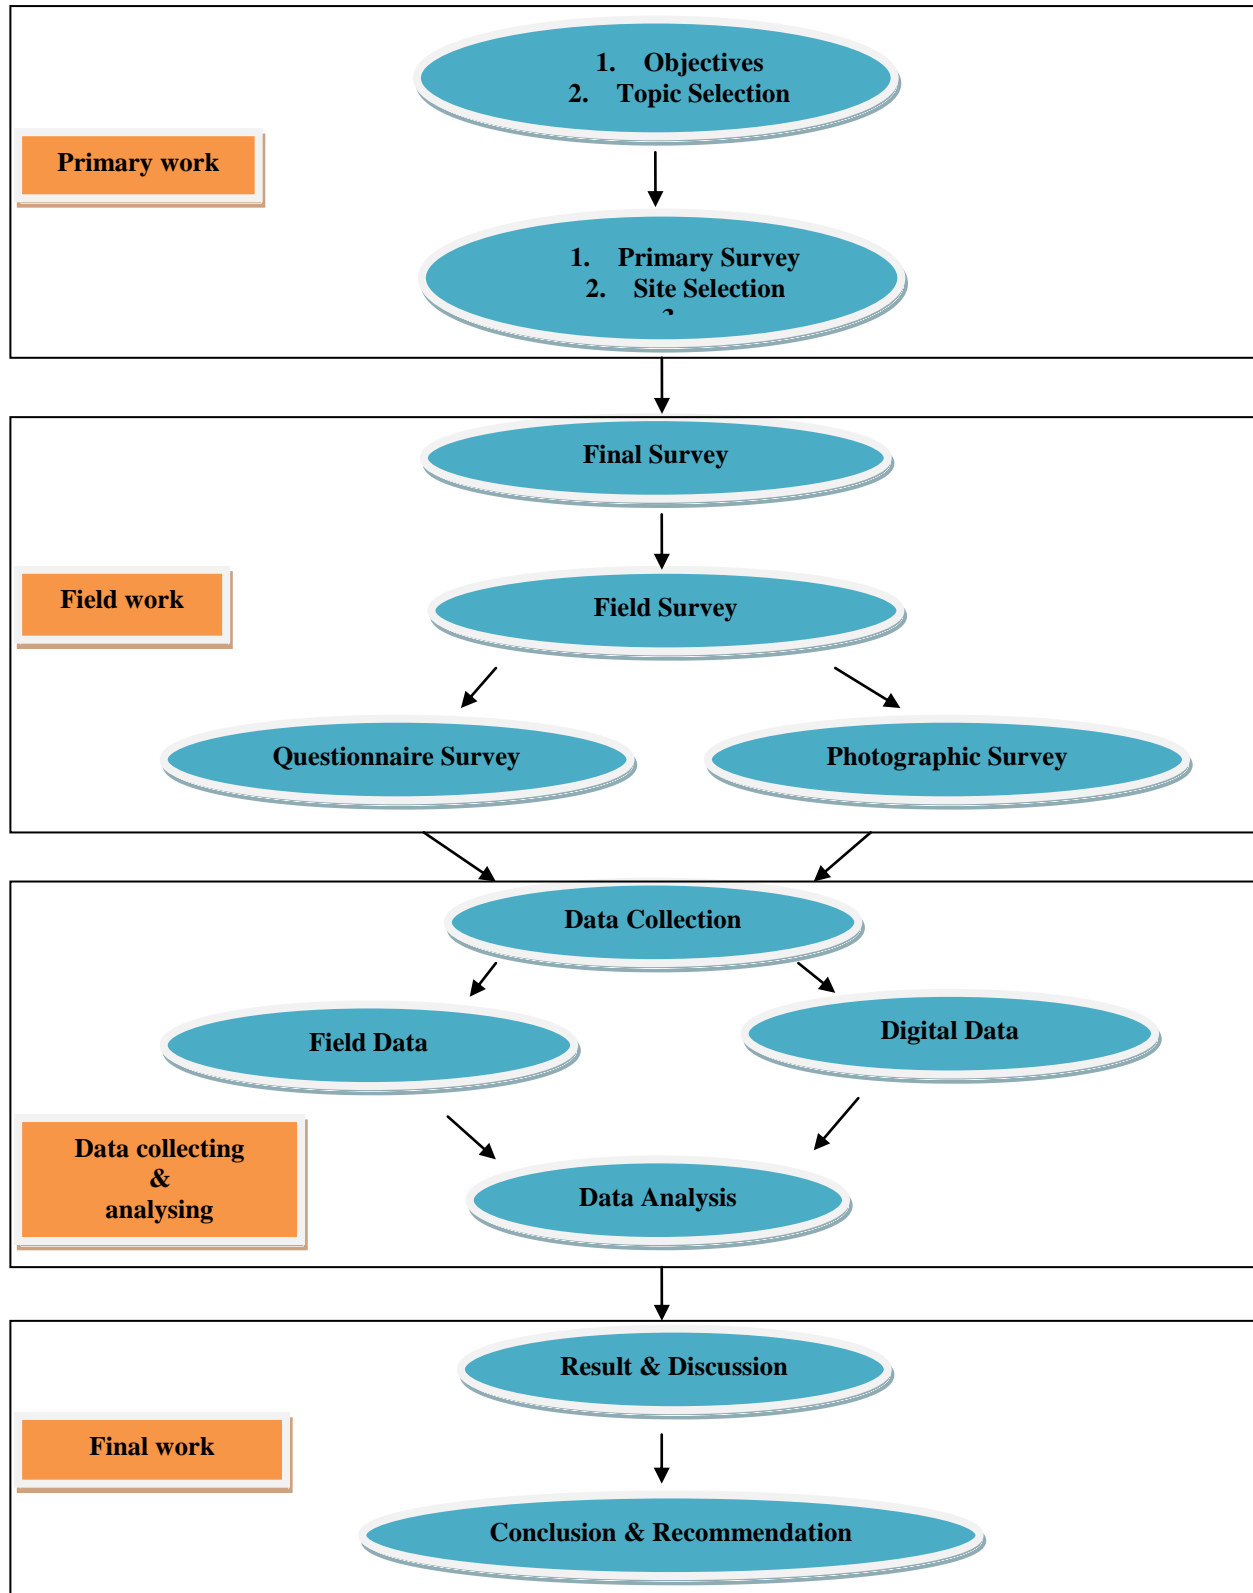 1. Objectives
2. Topic Selection
Primary work
1. Primary Survey
2. Site Selection
Final Survey
Field work
Field Survey
Questionnaire Survey
Photographic Survey
Data Collection
Field Data
Digital Data
Data collecting
&
analysing
Data Analysis
Result & Discussion
Final work
Conclusion & Recommendation